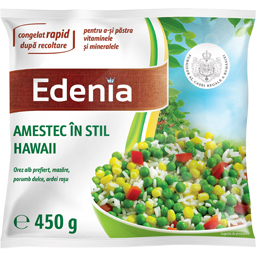 congelat rapid
după recoltare
pentru a-și păstra
vitaminele
și mineralele
Edenia
AMESTEC ÎN STIL
HAWAII
Orez alb prefiert, mazăre,
porumb dulce, ardei roșu
℮ 450 g